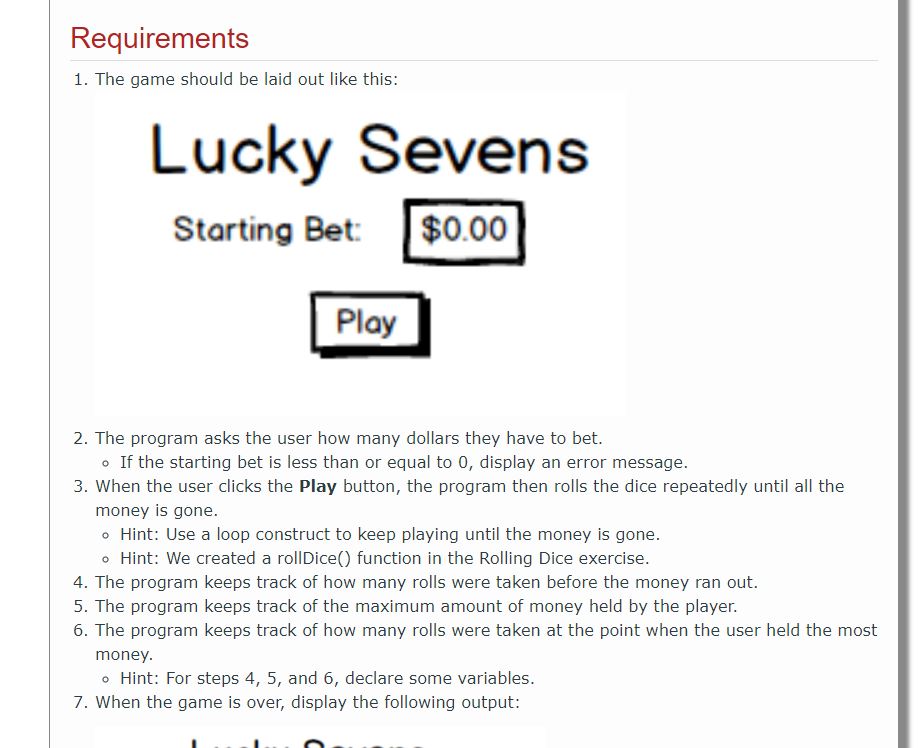 Requirements
1. The game should be laid out like this:
Lucky Sevens
Starting Bet: $0.00
Play
2. The program asks the user how many dollars they have to bet.
If the starting bet is less than or equal to 0, display an error message.
3. When the user clicks the Play button, the program then rolls the dice repeatedly until all the
money is gone.
Hint: Use a loop construct to keep playing until the money is gone.
Hint: We created a rollDice() function in the Rolling Dice exercise.
4. The program keeps track of how many rolls were taken before the money ran out.
5. The program keeps track of the maximum amount of money held by the player.
6. The program keeps track of how many rolls were taken at the point when the user held the most
money.
Hint: For steps 4, 5, and 6, declare some variables.
7. When the game is over, display the following output: